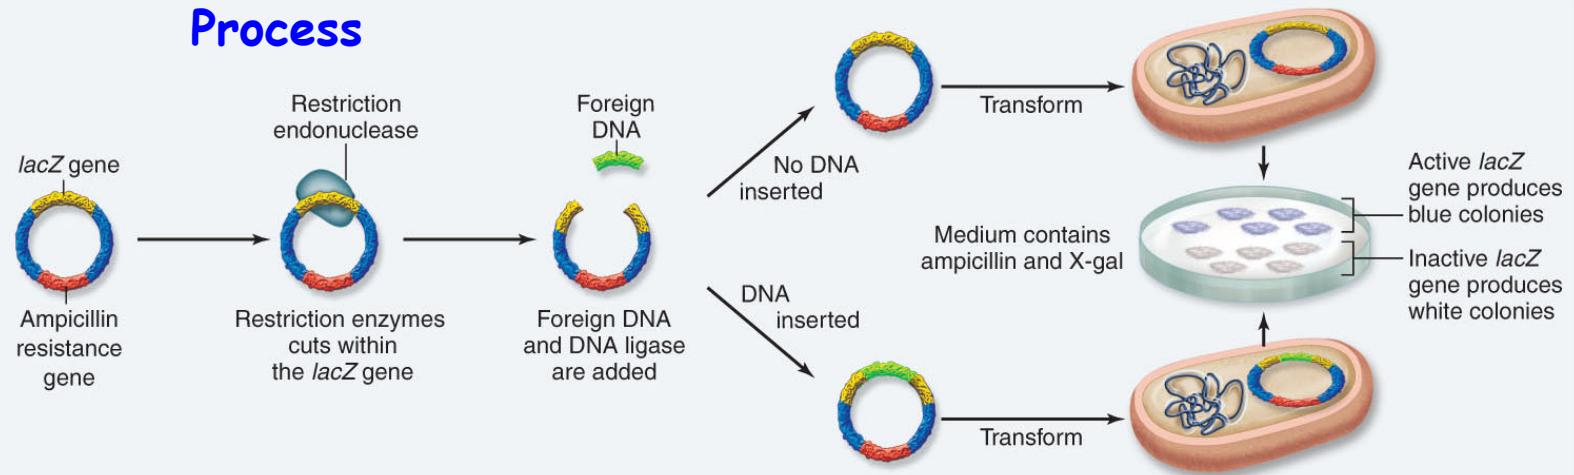 Process
lacZ gene
Ampicillin
resistance
gene
Restriction
endonuclease
Restriction enzymes
cuts within
the lacZ gene
Foreign
DNA
Foreign DNA
and DNA ligase
are added
No DNA
inserted
DNA
inserted
Transform
Transform
Medium contains
ampicillin and X-gal
Active lacZ
gene produces
blue colonies
Inactive lacZ
gene produces
white colonies